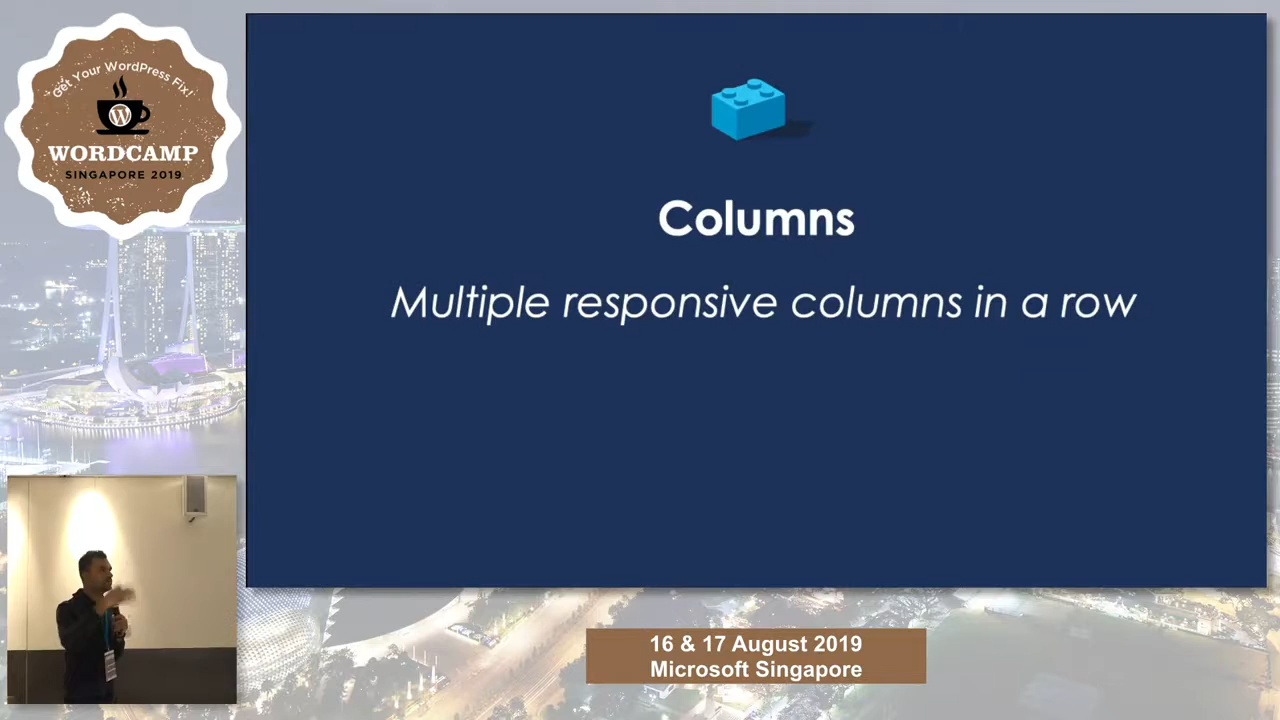 Get Your WordPress Fix!
WORDCAMP
SINGAPORE 2019
Columns
Multiple responsive columns in a row
16 & 17 August 2019
Microsoft Singapore